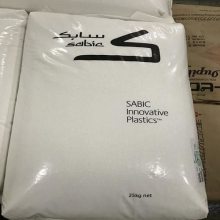 سابك
sabic
SABIC
Innovative
Plastics™
25kg net